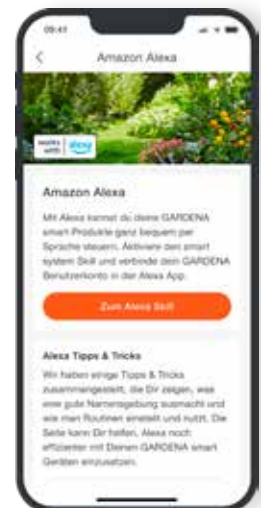 09:41
Amazon Alexa
works with alexa
Amazon Alexa
Mit Alexa kannst du deine GARDENA
smart Produkte ganz bequem per
Sprache steuern. Aktiviere den smart
system Skill und verbinde dein GARDENA
Benutzerkonto in der Alexa App.
Zum Alexa Skill
Alexa Tipps & Tricks
Wir haben einige Tipps & Tricks
zusammengestellt, die Dir zeigen, was
eine gute Namensgebung ausmacht und
wie man Routinen einstellt und nutzt. Die
Seite kann Dir helfen, Alexa noch
effizienter mit Deinen GARDENA smart
Geräten einzusetzen.